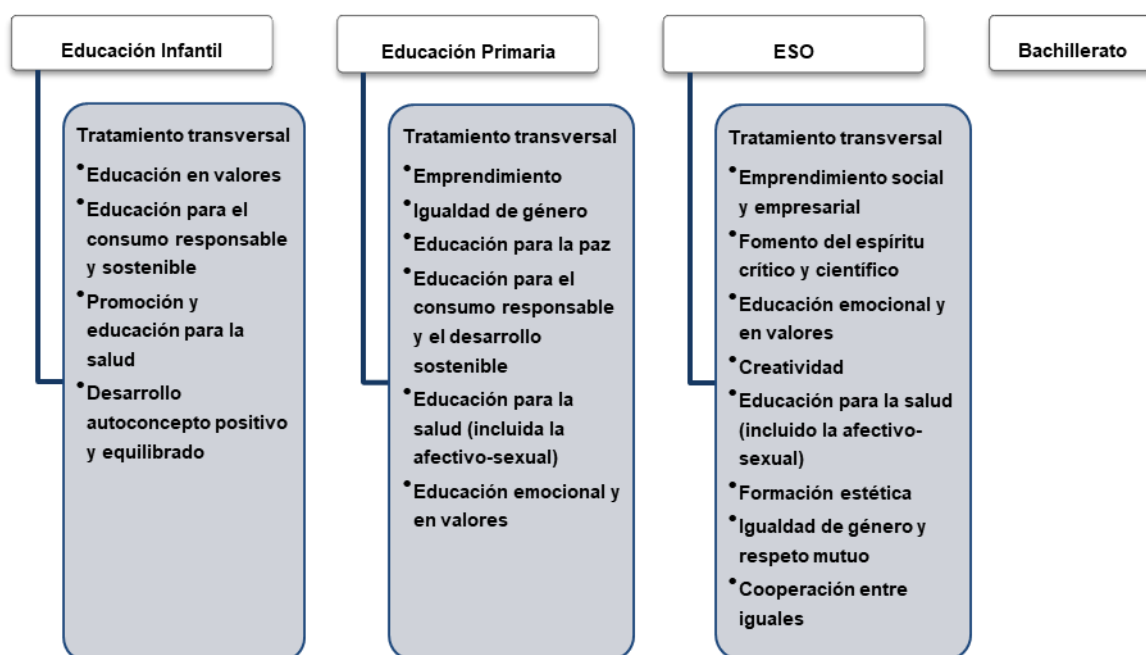 Educación Infantil
Tratamiento transversal
• Educación en valores
• Educación para el
consumo responsable
y sostenible
• Promoción y
educación para la
salud
• Desarrollo
autoconcepto positivo
y equilibrado
Educación Primaria
Tratamiento transversal
• Emprendimiento
• Igualdad de género
• Educación para la paz
• Educación para el
consumo responsable
y el desarrollo
sostenible
• Educación para la
salud (incluida la
afectivo-sexual)
• Educación emocional y
en valores
ESO
Tratamiento transversal
• Emprendimiento social
y empresarial
• Fomento del espíritu
crítico y científico
• Educación emocional y
en valores
• Creatividad
• Educación para la salud
(incluido la afectivo-
sexual)
• Formación estética
• Igualdad de género y
respeto mutuo
• Cooperación entre
iguales
Bachillerato